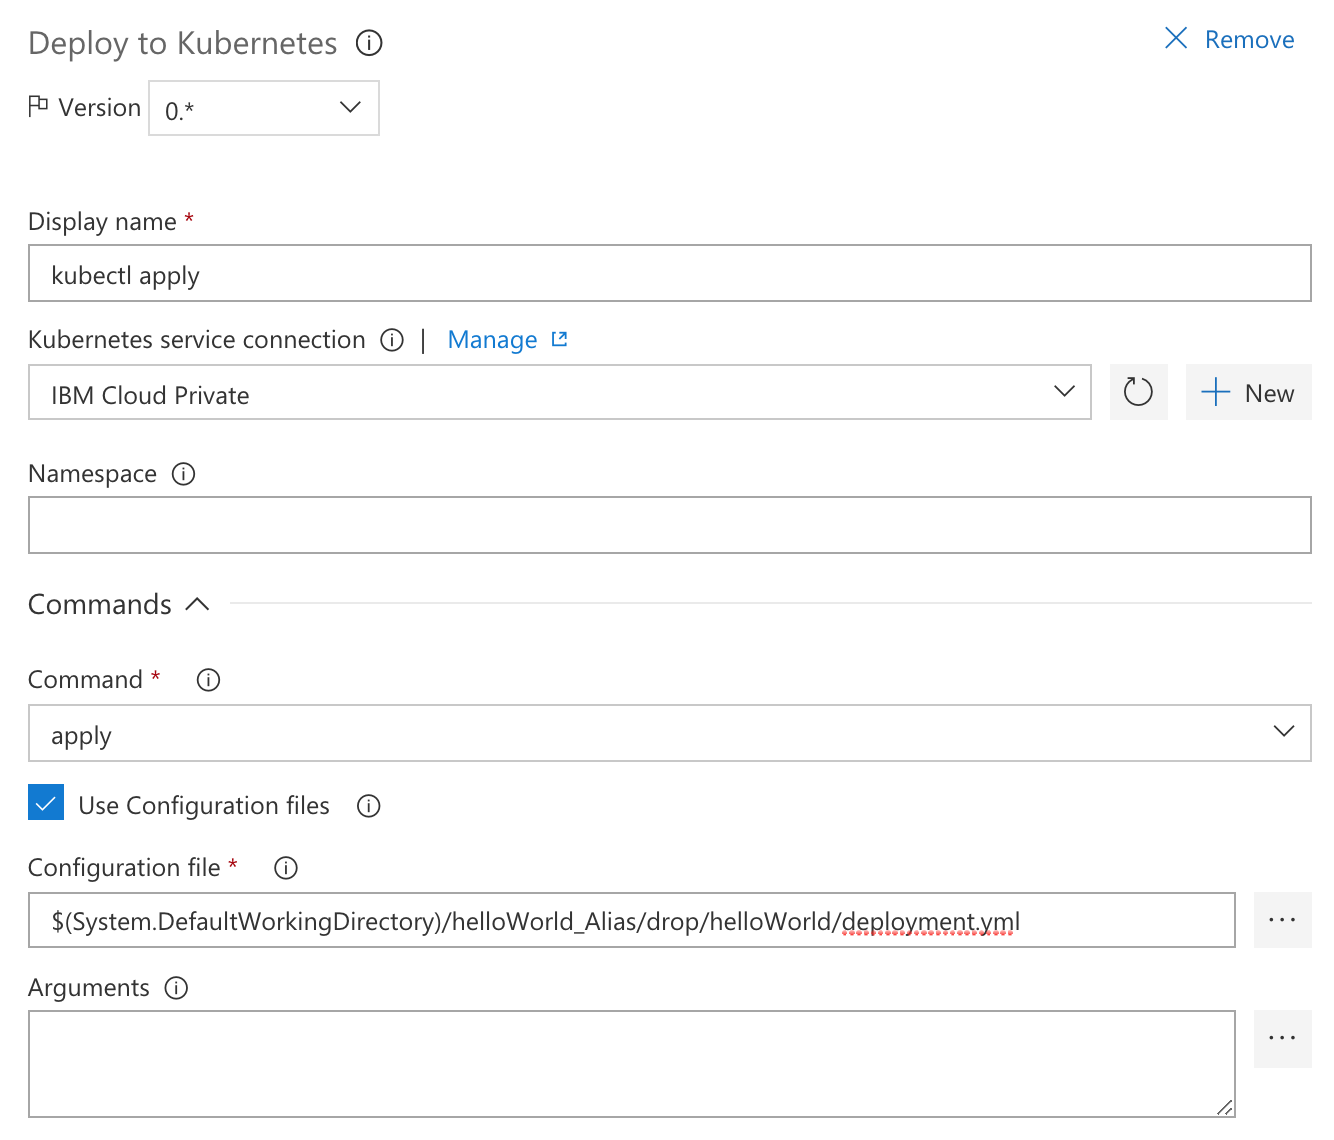 Deploy to Kubernetes
Remove
Version 0.*
Display name *
kubectl apply
Kubernetes service connection | Manage
IBM Cloud Private
New
Namespace
Commands
Command *
apply
Use Configuration files
Configuration file *
$(System.DefaultWorkingDirectory)/helloWorld_Alias/drop/helloWorld/deployment.yml
...
Arguments
...